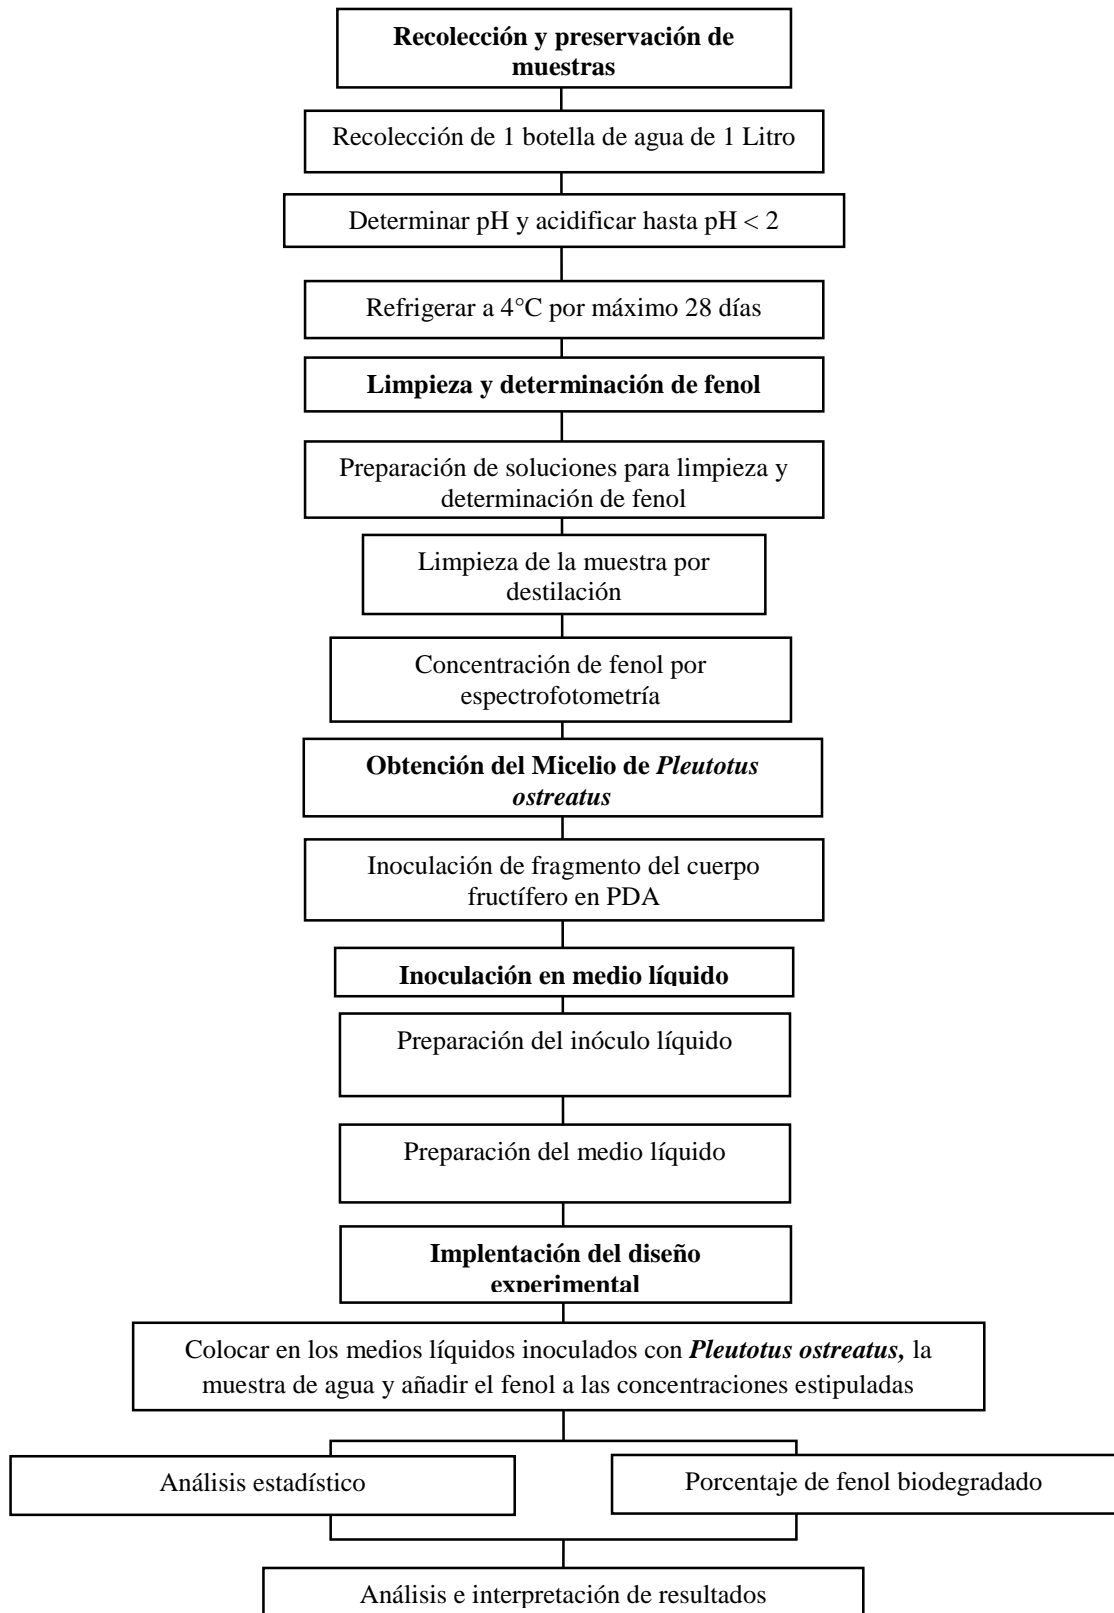 Recolección y preservación de
muestras
Recolección de 1 botella de agua de 1 Litro
Determinar pH y acidificar hasta pH < 2
Refrigerar a 4°C por máximo 28 días
Limpieza y determinación de fenol
Preparación de soluciones para limpieza y
determinación de fenol
Limpieza de la muestra por
destilación
Concentración de fenol por
espectrofotometría
Obtención del Micelio de Pleutotus
ostreatus
Inoculación de fragmento del cuerpo
fructífero en PDA
Inoculación en medio líquido
Preparación del inóculo líquido
Preparación del medio líquido
Implentación del diseño
experimental
Colocar en los medios líquidos inoculados con Pleutotus ostreatus, la
muestra de agua y añadir el fenol a las concentraciones estipuladas
Análisis estadístico
Porcentaje de fenol biodegradado
Análisis e interpretación de resultados